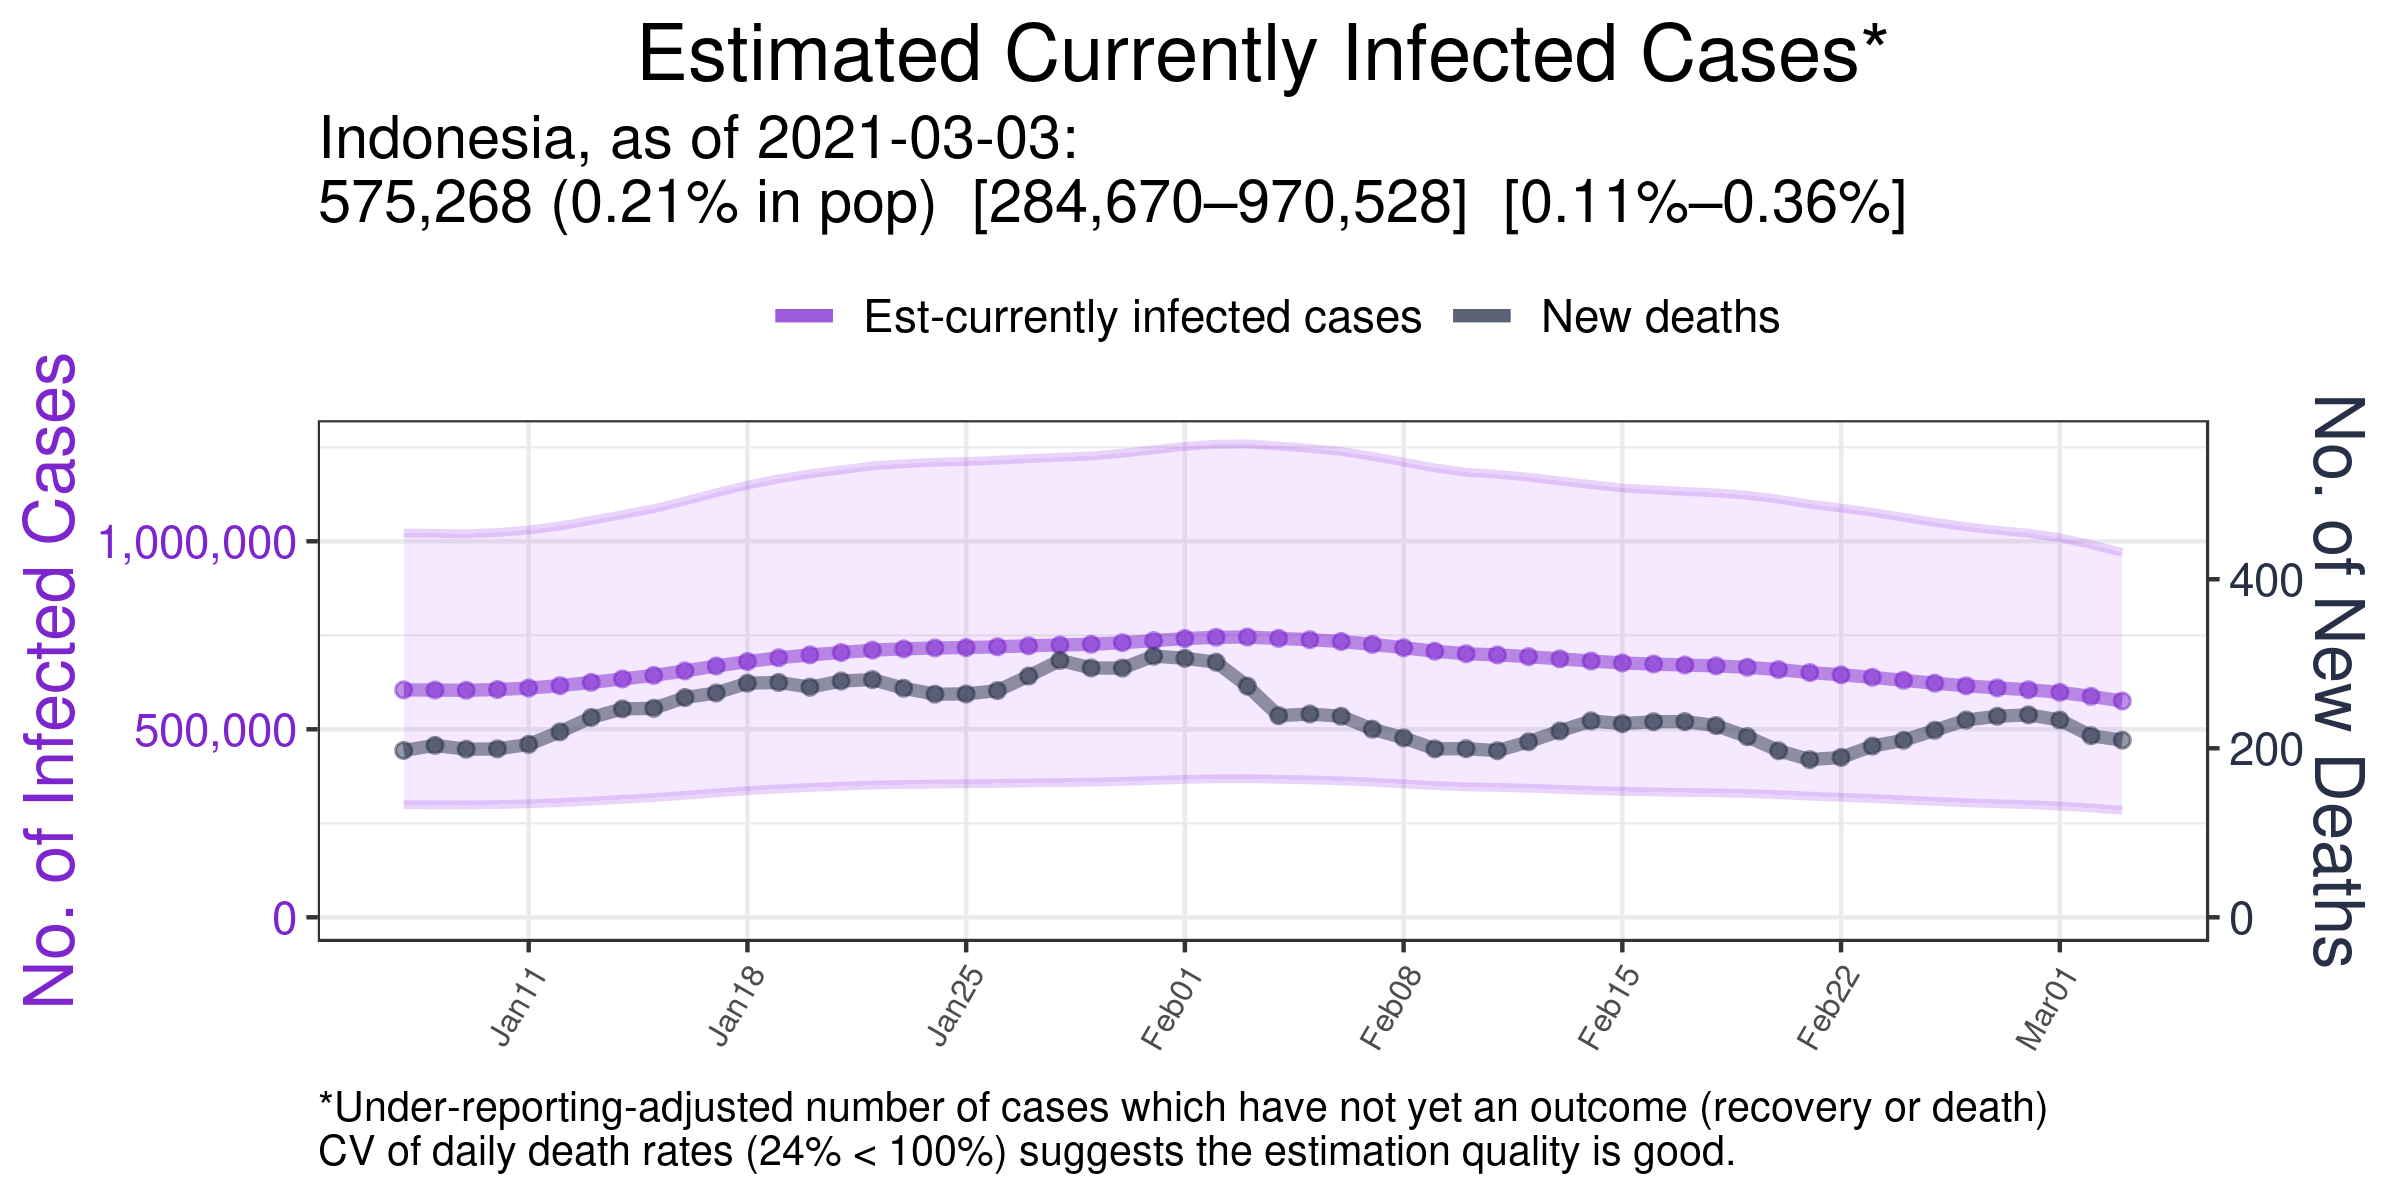 Estimated Currently Infected Cases*
Indonesia, as of 2021-03-03:
575,268 (0.21% in pop)  [284,670–970,528]  [0.11%–0.36%]
Est-currently infected cases
New deaths
No. of Infected Cases
1,000,000
500,000
0
No. of New Deaths
400
200
0
Jan11
Jan18
Jan25
Feb01
Feb08
Feb15
Feb22
Mar01
*Under-reporting-adjusted number of cases which have not yet an outcome (recovery or death)
CV of daily death rates (24% < 100%) suggests the estimation quality is good.